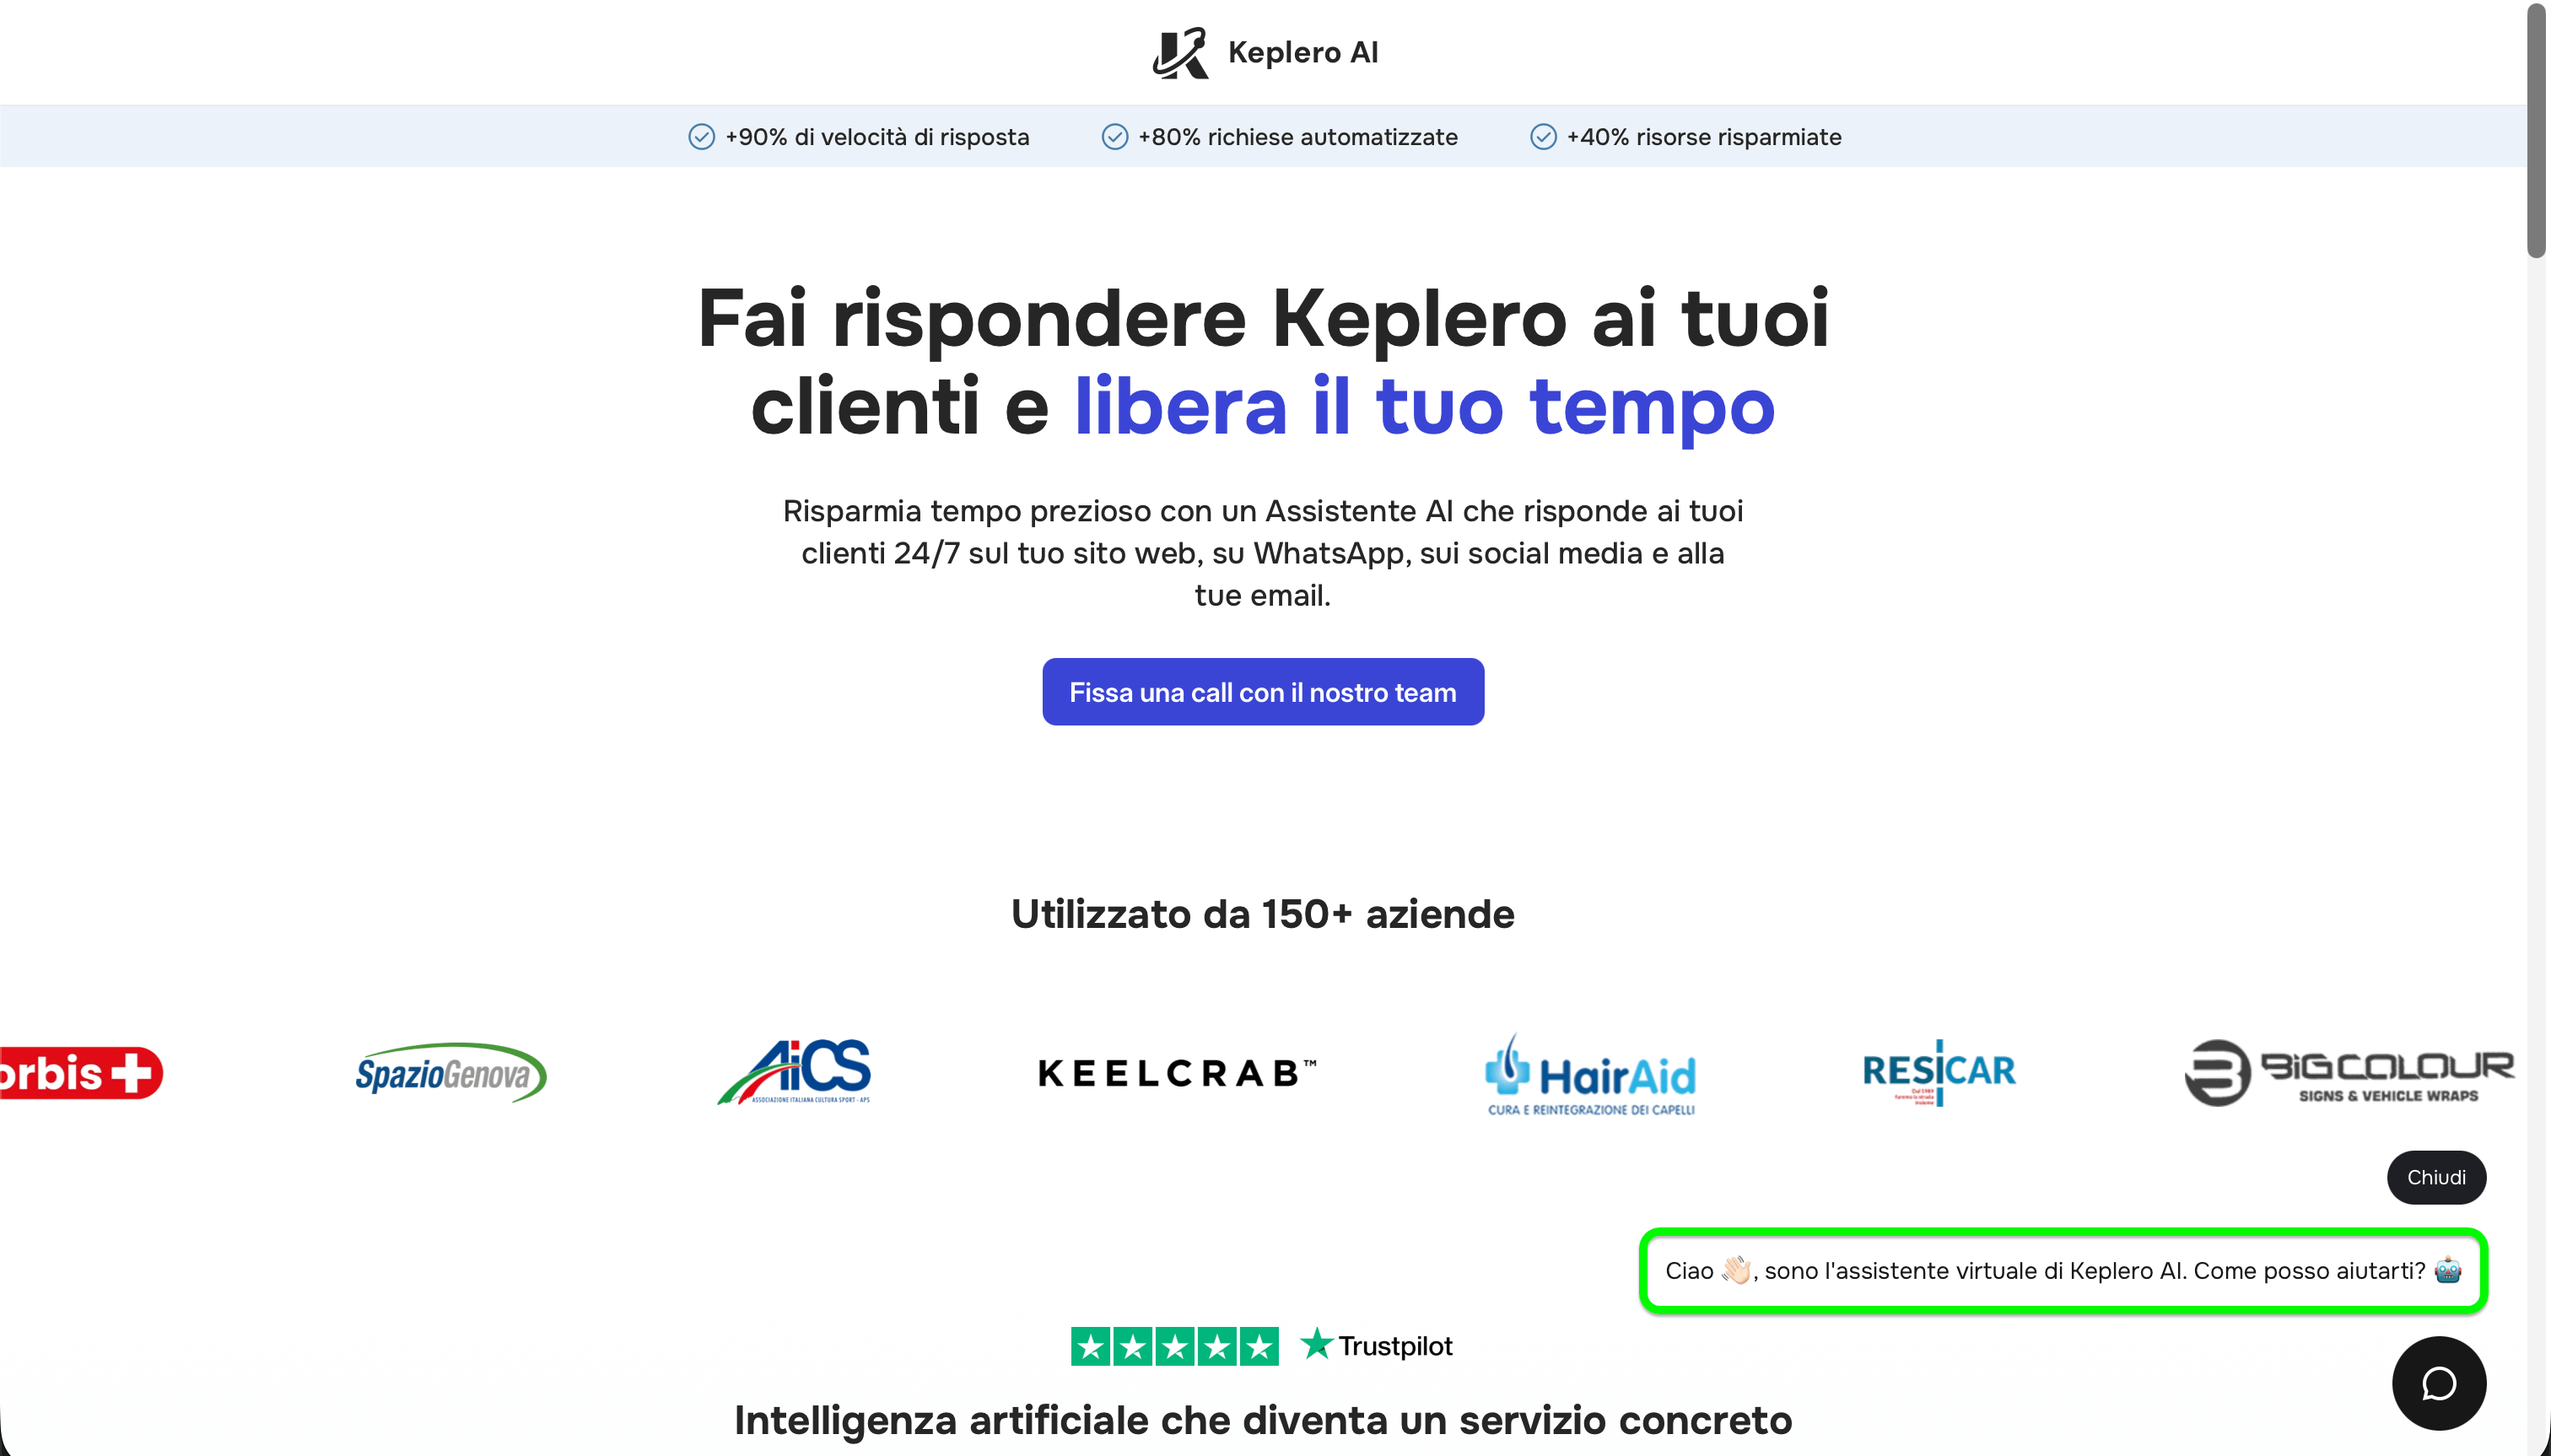 Keplero AI
+90% di velocità di risposta
+80% richiese automatizzate
+40% risorse risparmiate
Fai rispondere Keplero ai tuoi
clienti e libera il tuo tempo
Risparmia tempo prezioso con un Assistente AI che risponde ai tuoi
clienti 24/7 sul tuo sito web, su WhatsApp, sui social media e alla
tue email.
Fissa una call con il nostro team
Utilizzato da 150+ aziende
orbis
SpazioGenova
AiCS
ASSOCIAZIONE ITALIANA CULTURA SPORT - APS
KEELCRAB™
HairAid
CURA E REINTEGRAZIONE DEI CAPELLI
RESICAR
BIG COLOUR
SIGNS & VEHICLE WRAPS
Chiudi
Ciao 👋🏻, sono l'assistente virtuale di Keplero AI. Come posso aiutarti? 🤖
Trustpilot
Intelligenza artificiale che diventa un servizio concreto